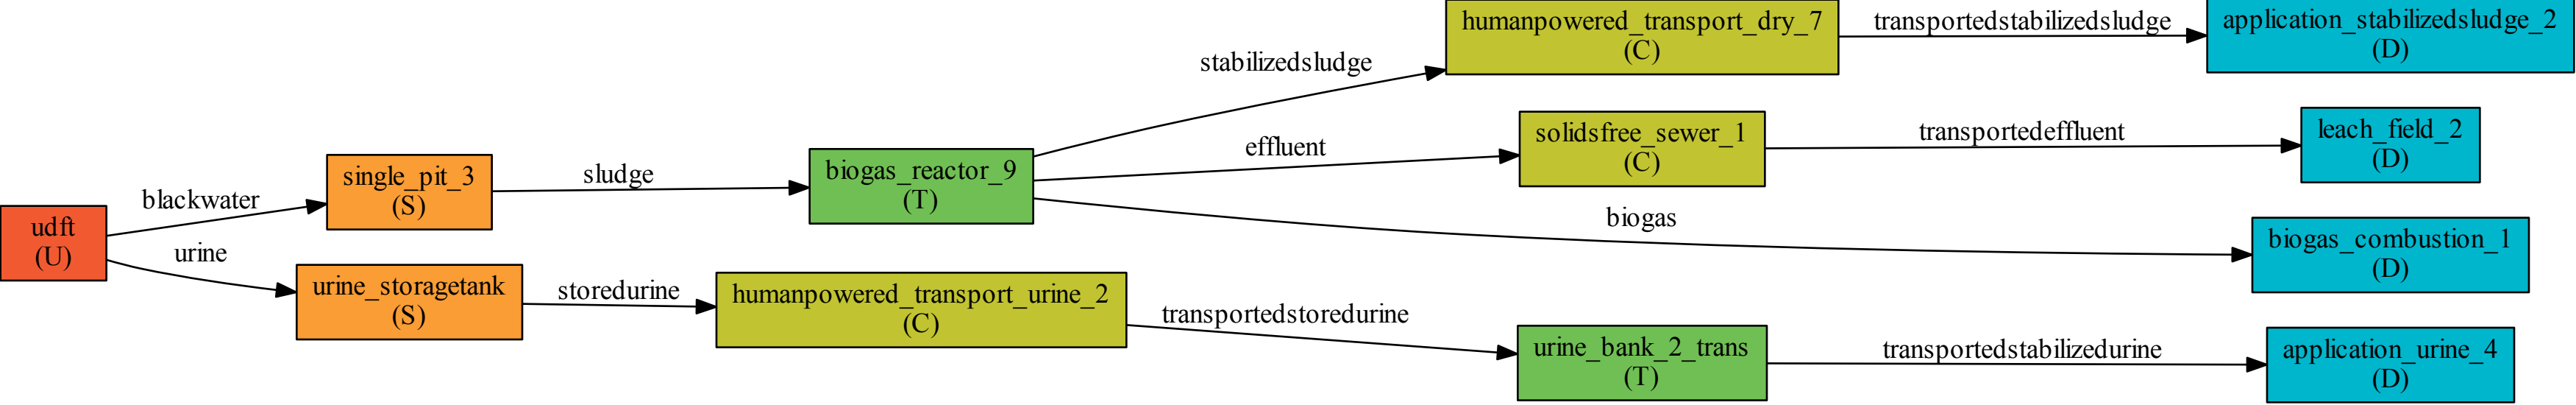 humanpowered_transport_dry_7
(C)
transportedstabilizedsludge
application_stabilizedsludge_2
(D)
stabilizedsludge
solidsfree_sewer_1
(C)
transportedeffluent
leach_field_2
(D)
effluent
single_pit_3
(S)
sludge
biogas_reactor_9
(T)
blackwater
udft
(U)
biogas
biogas_combustion_1
(D)
urine
urine_storagetank
(S)
storedurine
humanpowered_transport_urine_2
(C)
transportedstoredurine
urine_bank_2_trans
(T)
transportedstabilizedurine
application_urine_4
(D)